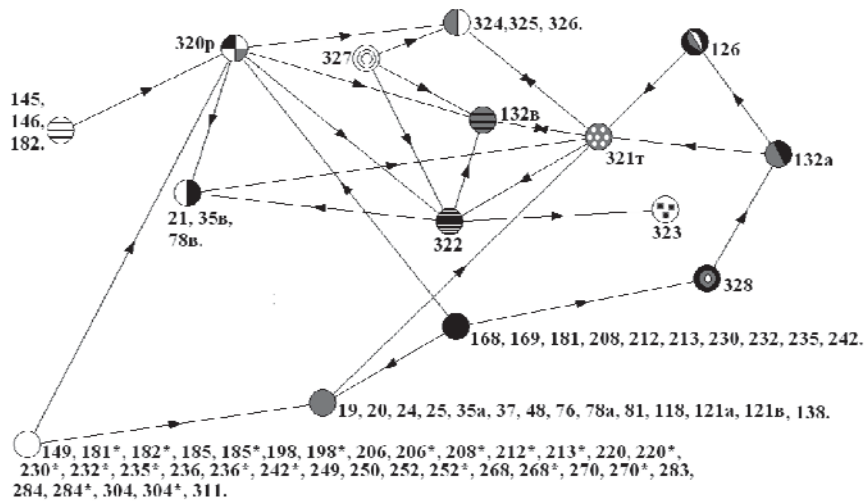 324,325, 326.
320р
327
126
145,
146,
182.
132в
321т
132а
21, 35в,
78в.
322
323
328
168, 169, 181, 208, 212, 213, 230, 232, 235, 242.
19, 20, 24, 25, 35а, 37, 48, 76, 78а, 81, 118, 121а, 121в, 138.
149, 181*, 182*, 185, 185*, 198, 198*, 206, 206*, 208*, 212*, 213*, 220, 220*,
230*, 232*, 235*, 236, 236*, 242*, 249, 250, 252, 252*, 268, 268*, 270, 270*, 283,
284, 284*, 304, 304*, 311.